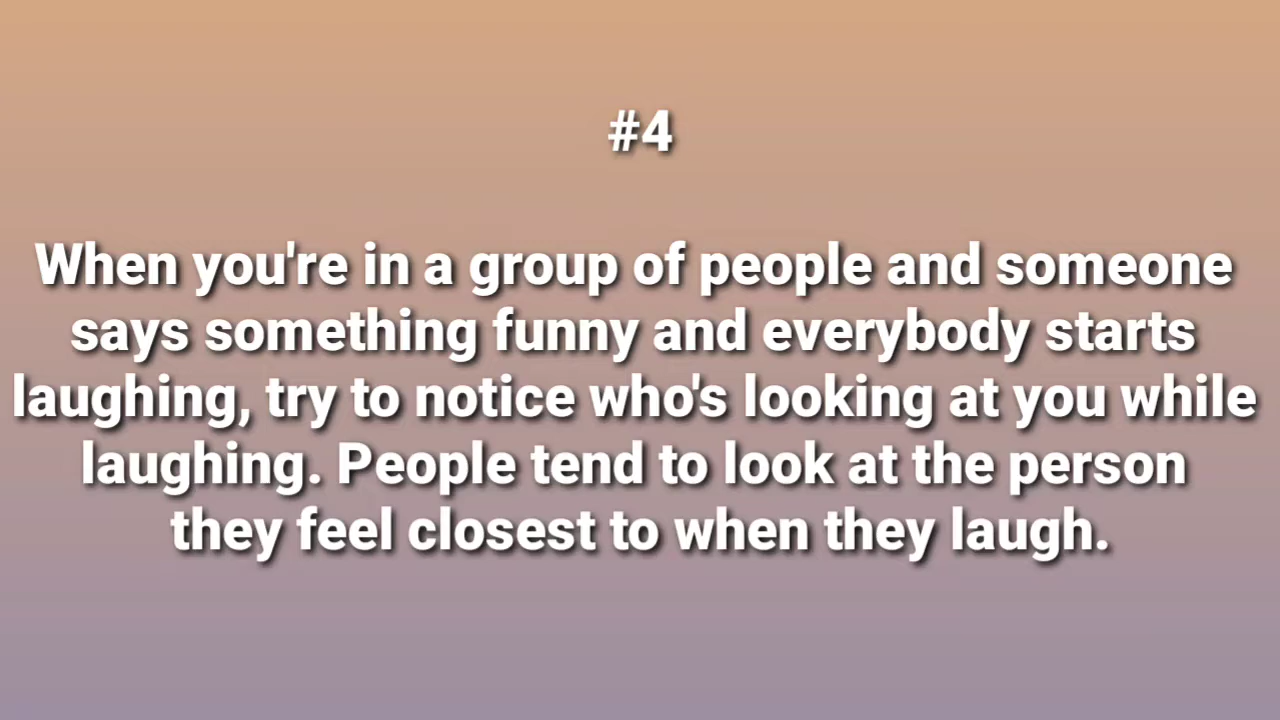 #4
When you're in a group of people and someone
says something funny and everybody starts
laughing, try to notice who's looking at you while
laughing. People tend to look at the person
they feel closest to when they laugh.